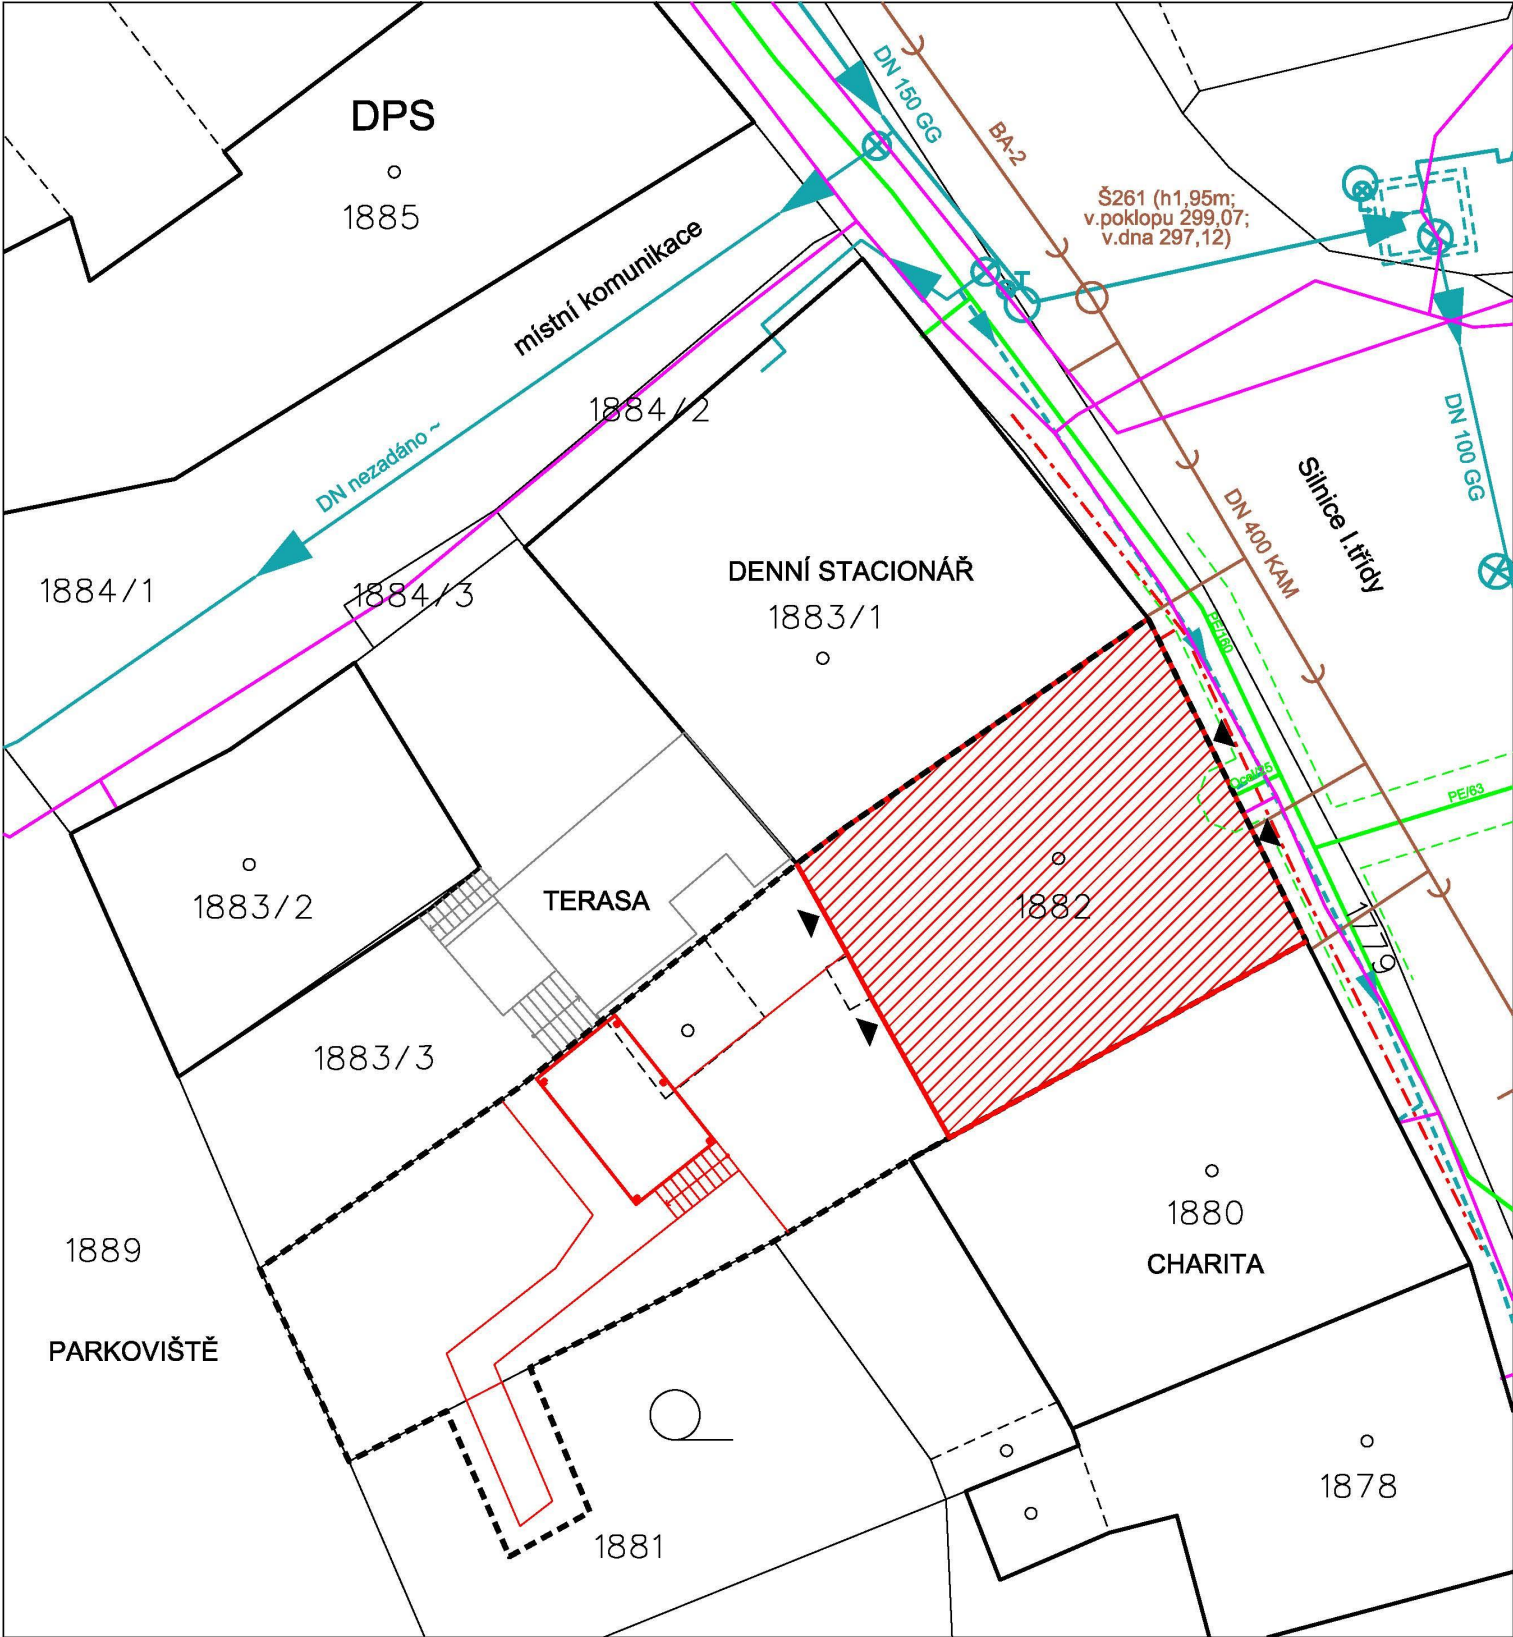 DPS
1885
DN 150 GG
BA-2
Š261 (h1,95m;
v.poklopu 299,07;
v.dna 297,12)
místní komunikace
1884/2
DN nezadáno ~
DN 100 GG
Silnice I.třídy
DN 400 KAM
1884/1
1884/3
DENNÍ STACIONÁŘ
1883/1
PE/160
Ocel/25
PE/63
1883/2
TERASA
1882
1779
1883/3
1880
CHARITA
1889
PARKOVIŠTĚ
1878
1881